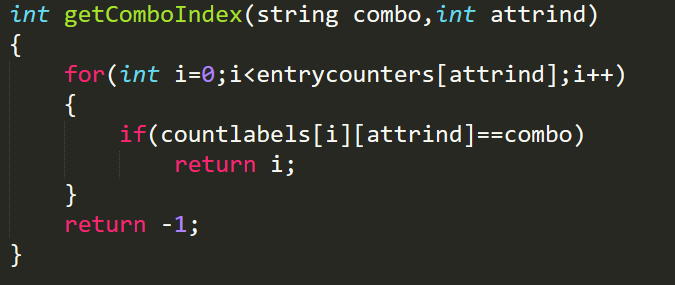 int getComboIndex(string combo,int attrind)
{
    for(int i=0;i<entrycounters[attrind];i++)
    {
        if(countlabels[i][attrind]==combo)
            return i;
    }
    return -1;
}